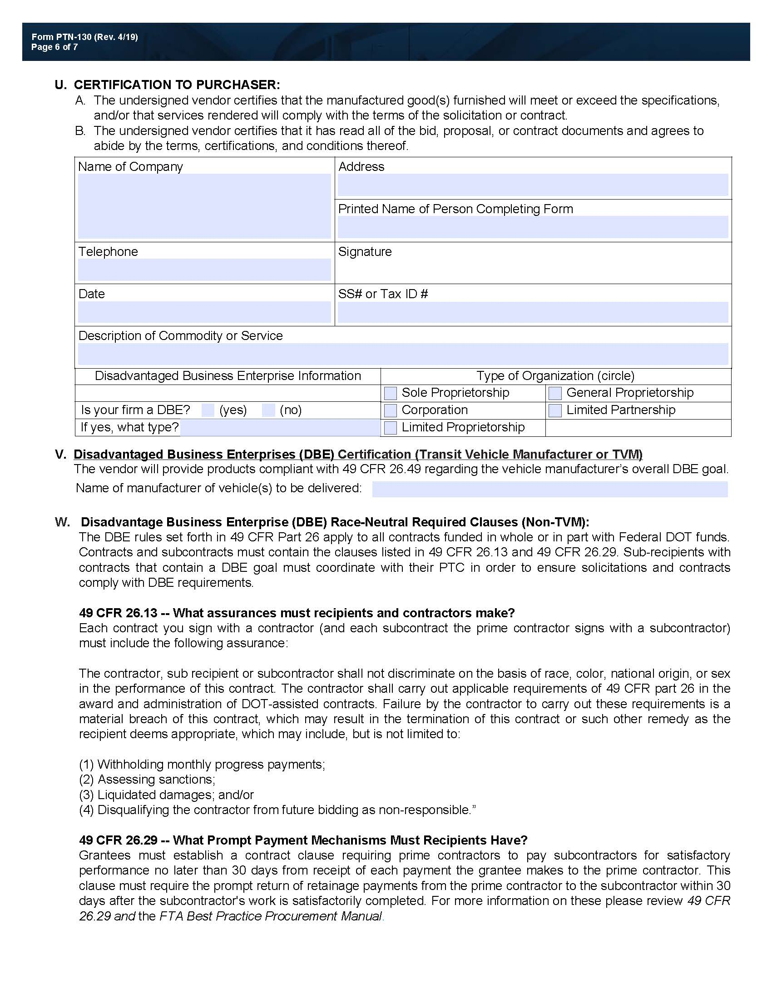 Form PTN-130 (Rev. 4/19)
Page 6 of 7
U. CERTIFICATION TO PURCHASER:
A. The undersigned vendor certifies that the manufactured good(s) furnished will meet or exceed the specifications,
and/or that services rendered will comply with the terms of the solicitation or contract.
B. The undersigned vendor certifies that it has read all of the bid, proposal, or contract documents and agrees to
abide by the terms, certifications, and conditions thereof.
Name of Company
Address
Printed Name of Person Completing Form
Telephone
Signature
Date
SS# or Tax ID #
Description of Commodity or Service
Disadvantaged Business Enterprise Information
Type of Organization (circle)
Sole Proprietorship
General Proprietorship
Is your firm a DBE? (yes) (no)
Corporation
Limited Partnership
If yes, what type?
Limited Proprietorship
V. Disadvantaged Business Enterprises (DBE) Certification (Transit Vehicle Manufacturer or TVM)
The vendor will provide products compliant with 49 CFR 26.49 regarding the vehicle manufacturer’s overall DBE goal.
Name of manufacturer of vehicle(s) to be delivered:
W. Disadvantage Business Enterprise (DBE) Race-Neutral Required Clauses (Non-TVM):
The DBE rules set forth in 49 CFR Part 26 apply to all contracts funded in whole or in part with Federal DOT funds.
Contracts and subcontracts must contain the clauses listed in 49 CFR 26.13 and 49 CFR 26.29. Sub-recipients with
contracts that contain a DBE goal must coordinate with their PTC in order to ensure solicitations and contracts
comply with DBE requirements.
49 CFR 26.13 -- What assurances must recipients and contractors make?
Each contract you sign with a contractor (and each subcontract the prime contractor signs with a subcontractor)
must include the following assurance:
The contractor, sub recipient or subcontractor shall not discriminate on the basis of race, color, national origin, or sex
in the performance of this contract. The contractor shall carry out applicable requirements of 49 CFR part 26 in the
award and administration of DOT-assisted contracts. Failure by the contractor to carry out these requirements is a
material breach of this contract, which may result in the termination of this contract or such other remedy as the
recipient deems appropriate, which may include, but is not limited to:
(1) Withholding monthly progress payments;
(2) Assessing sanctions;
(3) Liquidated damages; and/or
(4) Disqualifying the contractor from future bidding as non-responsible.”
49 CFR 26.29 -- What Prompt Payment Mechanisms Must Recipients Have?
Grantees must establish a contract clause requiring prime contractors to pay subcontractors for satisfactory
performance no later than 30 days from receipt of each payment the grantee makes to the prime contractor. This
clause must require the prompt return of retainage payments from the prime contractor to the subcontractor within 30
days after the subcontractor's work is satisfactorily completed. For more information on these please review 49 CFR
26.29 and the FTA Best Practice Procurement Manual.